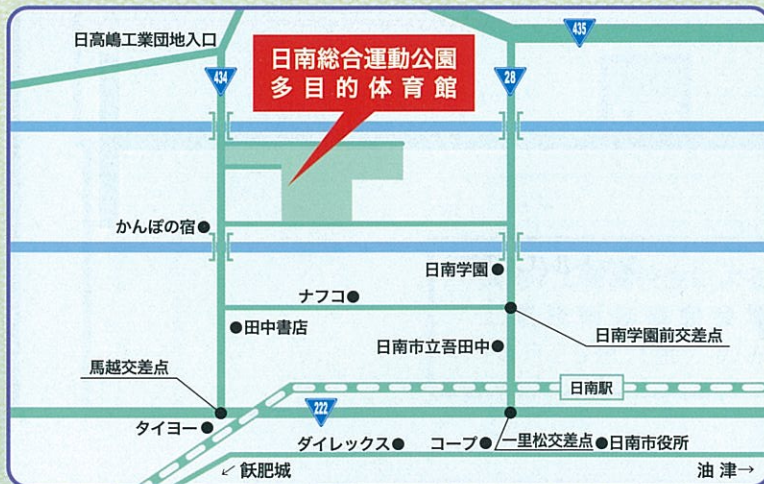 日高嶋工業団地入口
435
434
28
日南総合運動公園
多目的体育館
かんぽの宿
日南学園
ナフコ
田中書店
日南学園前交差点
日南市立吾田中
馬越交差点
日南駅
222
タイヨー
ダイレックス
コープ
一里松交差点
日南市役所
↙ 飫肥城
油津→